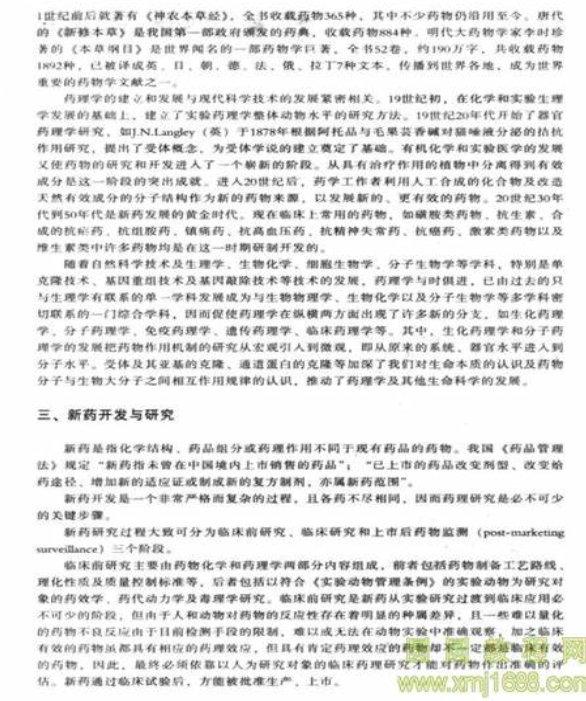 1世纪前后就著有《神农本草经》，全书收载药物365种，其中不少药物仍沿用至今。唐代
的《新修本草》是我国第一部政府颁发的药典，收载药物884种。明代大药物学家李时珍
著的《本草纲目》是世界闻名的一部药物学巨著，全书52卷，约190万字，共收载药物
1892种，已被译成英、日、朝、德、法、俄、拉丁7种文本，传播到世界各地，成为世界
重要的药物学文献之一。
药理学的建立和发展与现代科学技术的发展紧密相关。19世纪初，在化学和实验生理
学发展的基础上，建立了实验药理学整体动物水平的研究方法。19世纪20年代开始了器官
药理学研究，如J.N.Langley（英）于1878年根据阿托品与毛果芸香碱对猫唾液分泌的拮抗
作用研究，提出了受体概念，为受体学说的建立奠定了基础。有机化学和实验医学的发展
又使药物的研究和开发进入了一个崭新的阶段。从具有治疗作用的植物中分离得到有效
成分是这一阶段的突出成就。进入20世纪后，药学工作者利用人工合成的化合物及改造
天然有效成分的分子结构作为新的药物来源，以发展新的、更有效的药物。20世纪30年
代到50年代是新药发展的黄金时代。现在临床上常用的药物，如磺胺类药物、抗生素、合
成的抗疟药、抗组胺药、镇痛药、抗高血压药、抗精神失常药、抗癌药、激素类药物以及
维生素类中许多药物均是在这一时期研制开发的。
随着自然科学技术及生理学、生物化学、细胞生物学、分子生物学等学科，特别是单
克隆技术、基因重组技术及基因敲除技术等技术的发展，药理学与时俱进，已由过去的只
与生理学有联系的单一学科发展成为与生物物理学、生物化学以及分子生物学等多学科密
切联系的一门综合学科，因而促使药理学在纵横两方面出现了许多新的分支，如生化药理
学、分子药理学、免疫药理学、遗传药理学、临床药理学等。其中，生化药理学和分子药
理学的发展把药物作用机制的研究从宏观引入到微观，即从原来的系统、器官水平进入到
分子水平。受体及其亚基的克隆、通道蛋白的克隆等加深了我们对生命本质的认识及药物
分子与生物大分子之间相互作用规律的认识，推动了药理学及其他生命科学的发展。
三、新药开发与研究
新药是指化学结构、药品组分或药理作用不同于现有药品的药物。我国《药品管理
法》规定“新药指未曾在中国境内上市销售的药品”；“已上市的药品改变剂型、改变给
药途径、增加新的适应证或制成新的复方制剂，亦属新药范围”。
新药开发是一个非常严格而复杂的过程，且各药不尽相同，因而药理研究是必不可少
的关键步骤。
新药研究过程大致可分为临床前研究、临床研究和上市后药物监测（post-marketing
surveillance）三个阶段。
临床前研究主要由药物化学和药理学两部分内容组成，前者包括药物制备工艺路线、
理化性质及质量控制标准等，后者包括以符合《实验动物管理条例》的实验动物为研究对
象的药效学、药代动力学及毒理学研究。临床前研究是新药从实验研究过渡到临床应用必
不可少的阶段，但由于人和动物对药物的反应性存在着明显的种属差异，且一些难以量化
的药物不良反应由于目前检测手段的限制，难以或无法在动物实验中准确观察，加之临床
有效的药物虽都具有相应的药理效应，但具有肯定药理效应的药物却不一定都是临床有效
的药物，因此，最终必须依靠以人为研究对象的临床药理研究才能对药物作出准确的评
估。新药通过临床试验后，方能被批准生产、上市。
www.xmj1688.com